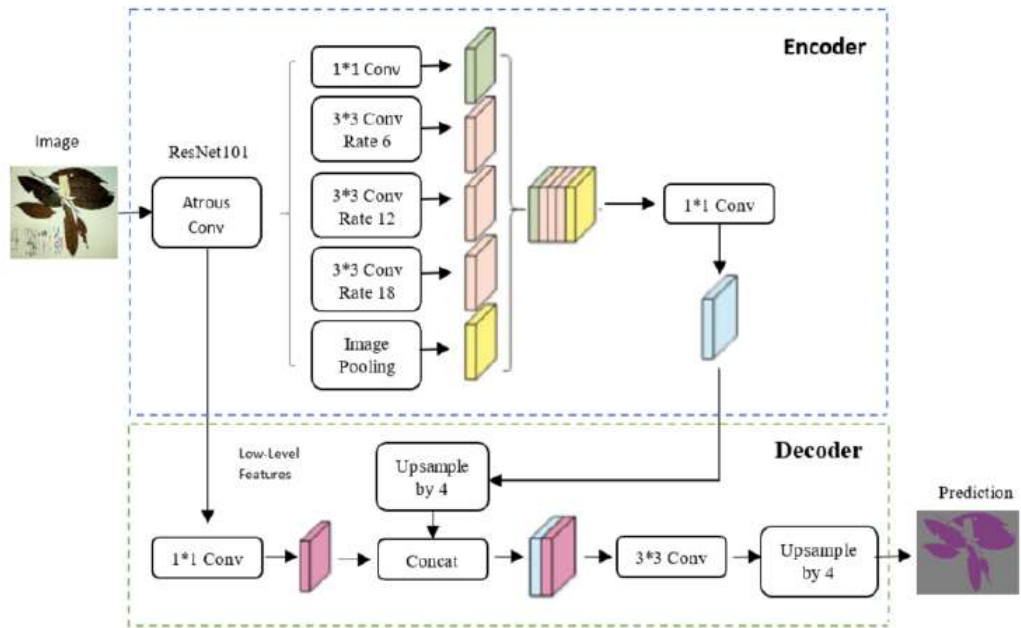 Encoder
Image
ResNet101
Atrous
Conv
1*1 Conv
3*3 Conv
Rate 6
3*3 Conv
Rate 12
3*3 Conv
Rate 18
Image
Pooling
1*1 Conv
Decoder
Low-Level
Features
Upsample
by 4
1*1 Conv
Concat
3*3 Conv
Upsample
by 4
Prediction